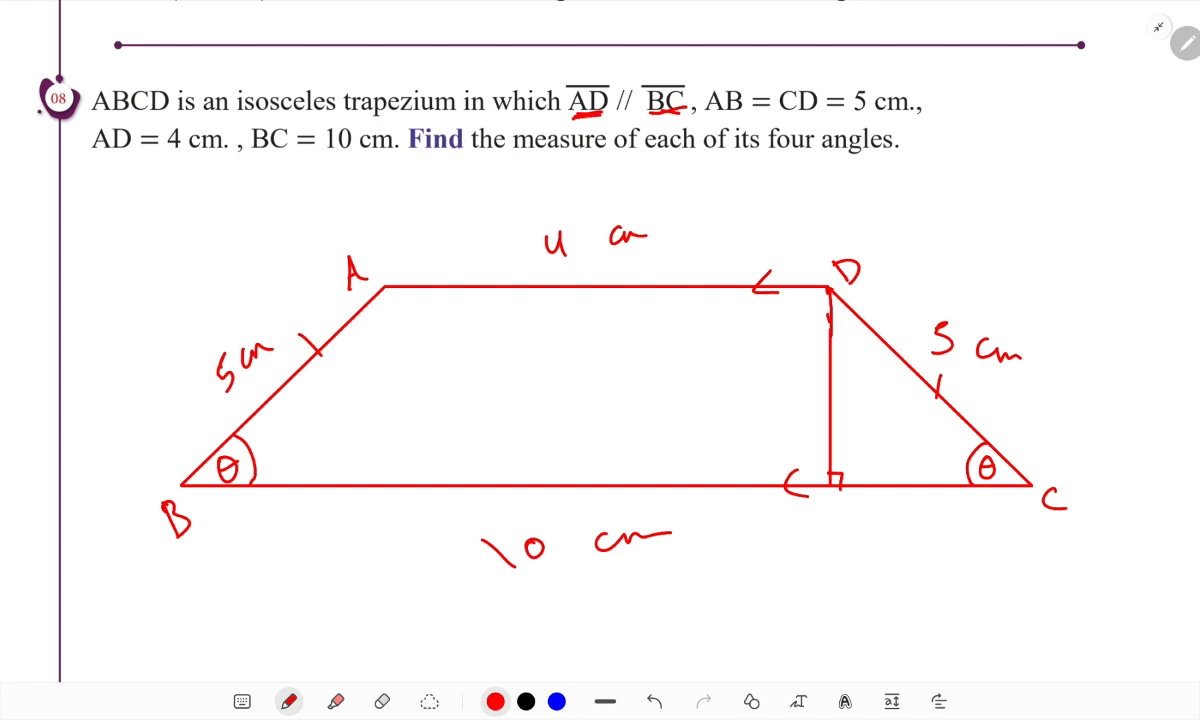 08 ABCD is an isosceles trapezium in which AD // BC, AB = CD = 5 cm.,
AD = 4 cm. , BC = 10 cm. Find the measure of each of its four angles.
4 cm
A D
5 cm 5 cm
θ θ
B C
10 cm